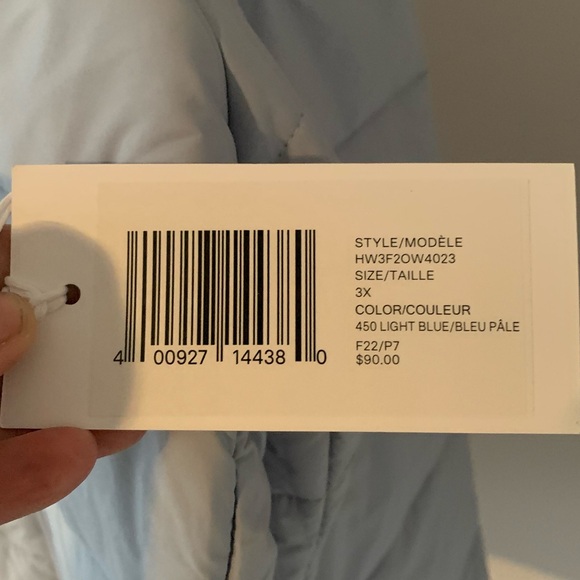 STYLE/MODÈLE
HW3F2OW4023
SIZE/TAILLE
3X
COLOR/COULEUR
450 LIGHT BLUE/BLEU PÂLE
F22/P7
$90.00
4 00927 14438 0